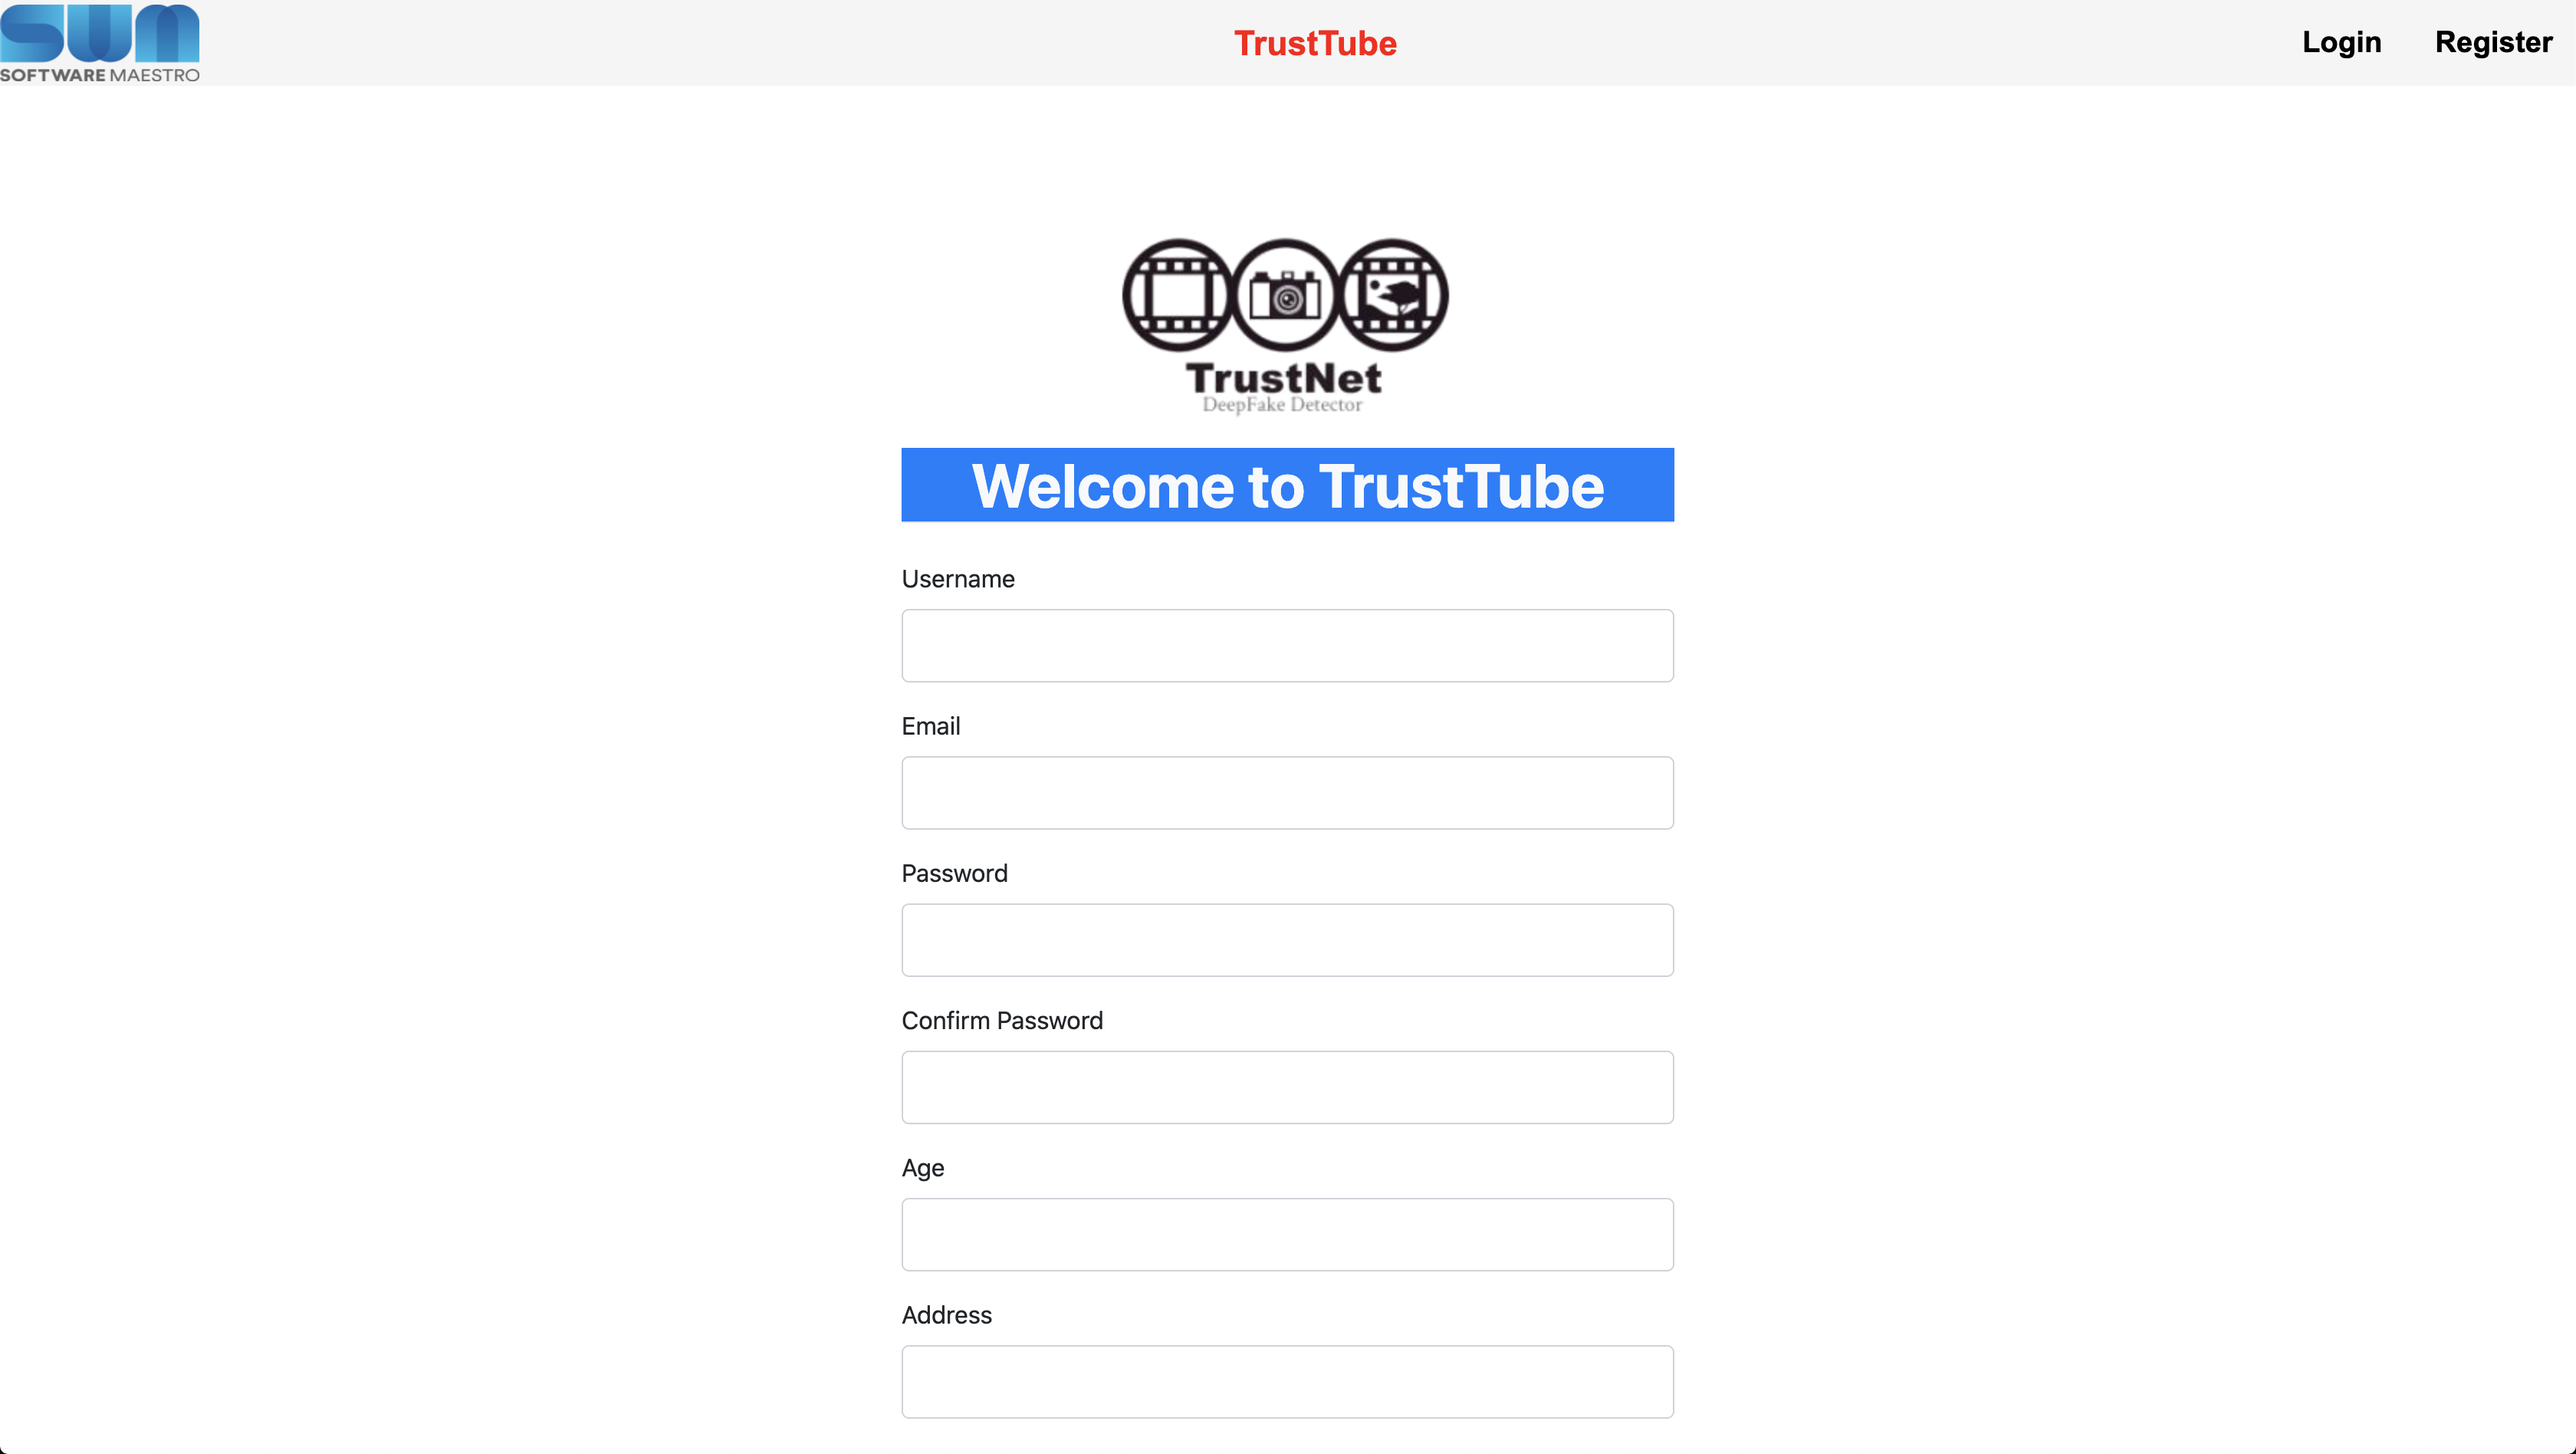 SWM
SOFTWARE MAESTRO
TrustTube
Login
Register
TrustNet
DeepFake Detector
Welcome to TrustTube
Username
Email
Password
Confirm Password
Age
Address